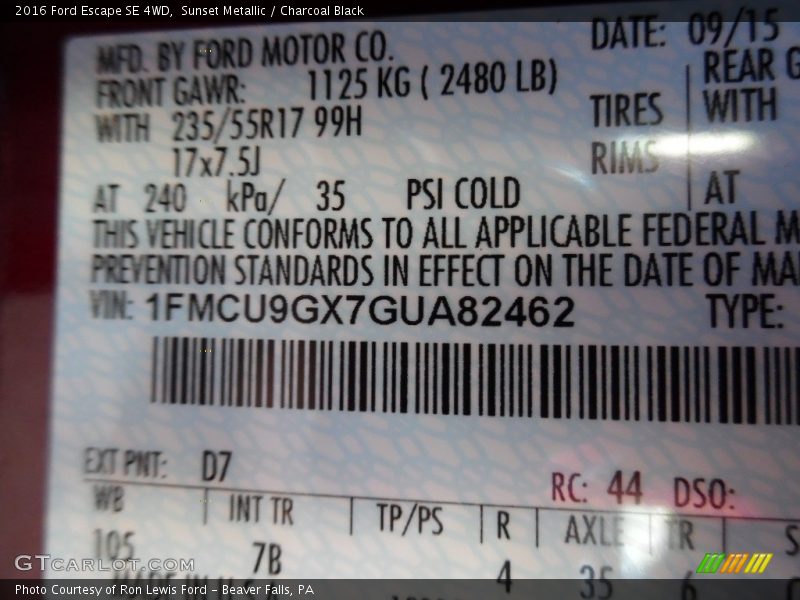 2016 Ford Escape SE 4WD, Sunset Metallic / Charcoal Black
MFD. BY FORD MOTOR CO. DATE: 09/15
FRONT GAWR: 1125 KG ( 2480 LB) REAR G
WITH 235/55R17 99H TIRES WITH
17x7.5J RIMS
AT 240 kPa/ 35 PSI COLD AT
THIS VEHICLE CONFORMS TO ALL APPLICABLE FEDERAL M
PREVENTION STANDARDS IN EFFECT ON THE DATE OF MA
VIN: 1FMCU9GX7GUA82462 TYPE:
EXT PNT: D7 RC: 44 DSO:
WB INT TR TP/PS R AXLE TR S
105 7B 4 35 6
GTCARLOT.COM
Photo Courtesy of Ron Lewis Ford - Beaver Falls, PA